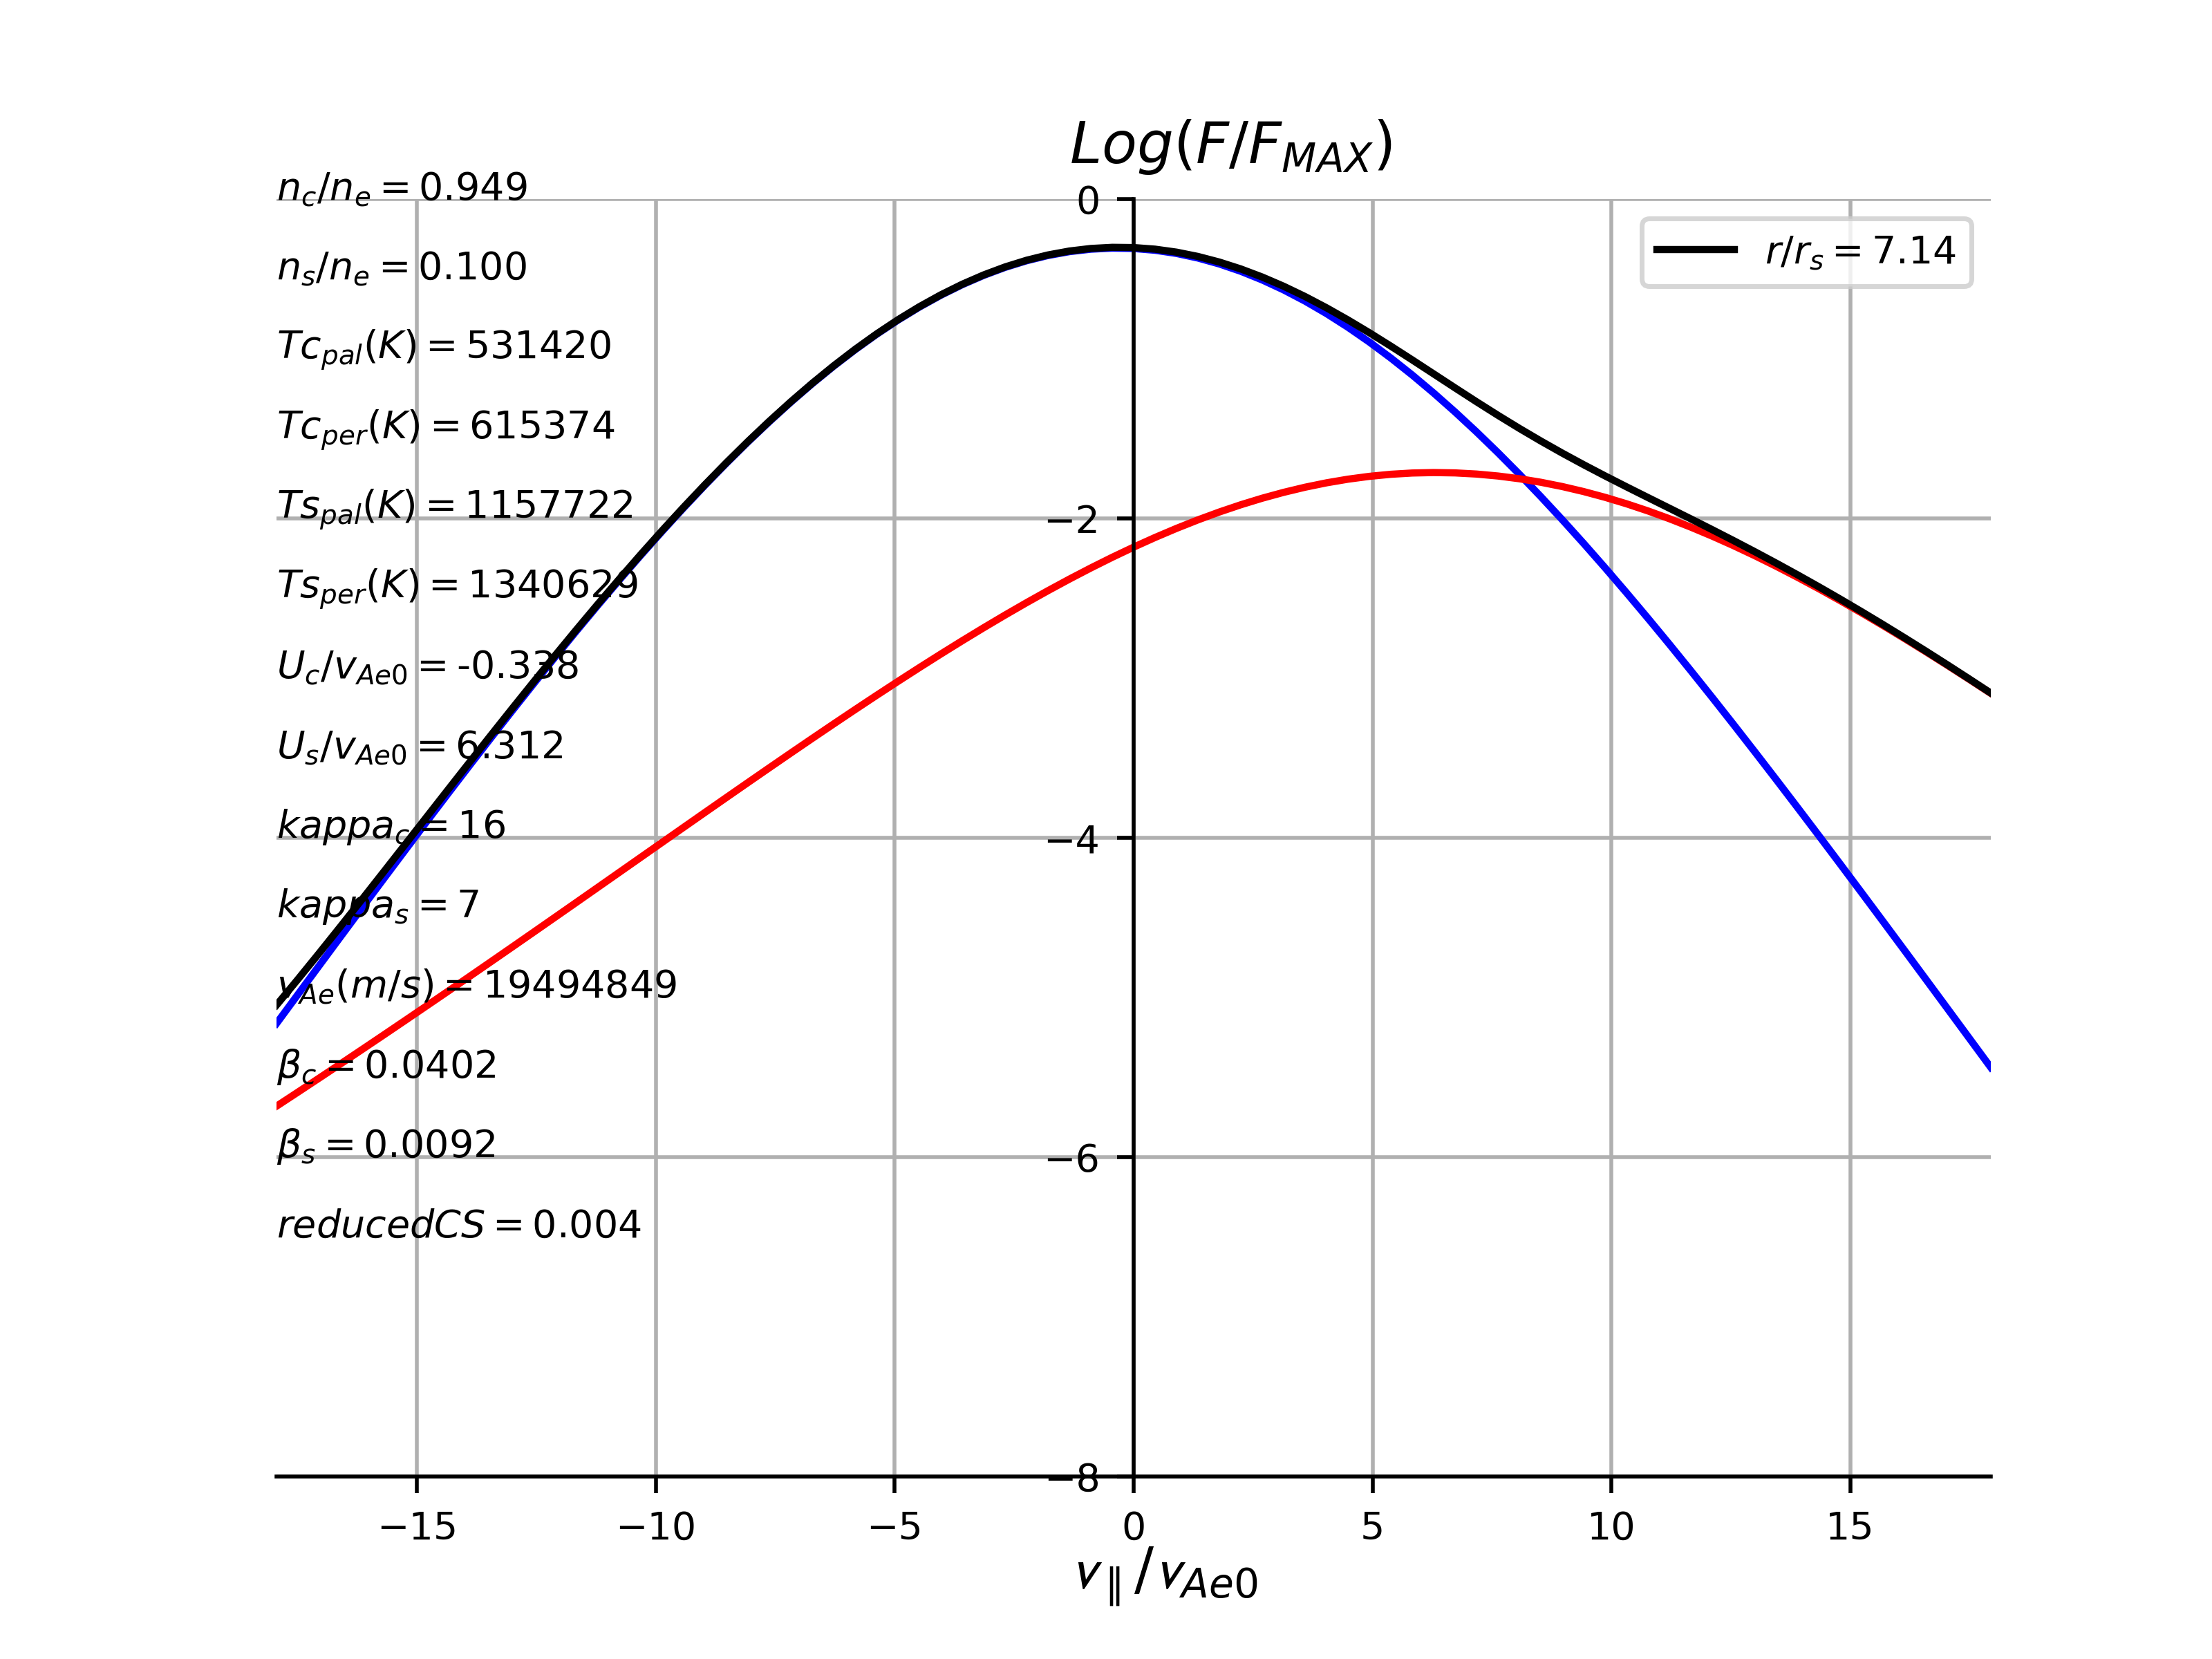 Log(F/F_MAX)
n_c/n_e = 0.949
n_s/n_e = 0.100
Tc_pal(K) = 531420
Tc_per(K) = 615374
Ts_pal(K) = 1157722
Ts_per(K) = 1340629
U_c/v_Ae0 = -0.338
U_s/v_Ae0 = 6.312
kappa_c = 16
kappa_s = 7
v_Ae(m/s) = 19494849
β_c = 0.0402
β_s = 0.0092
reducedCS = 0.004
r/r_s = 7.14
0
−2
−4
−6
−8
−15 −10 −5 0 5 10 15
v_∥/v_Ae0